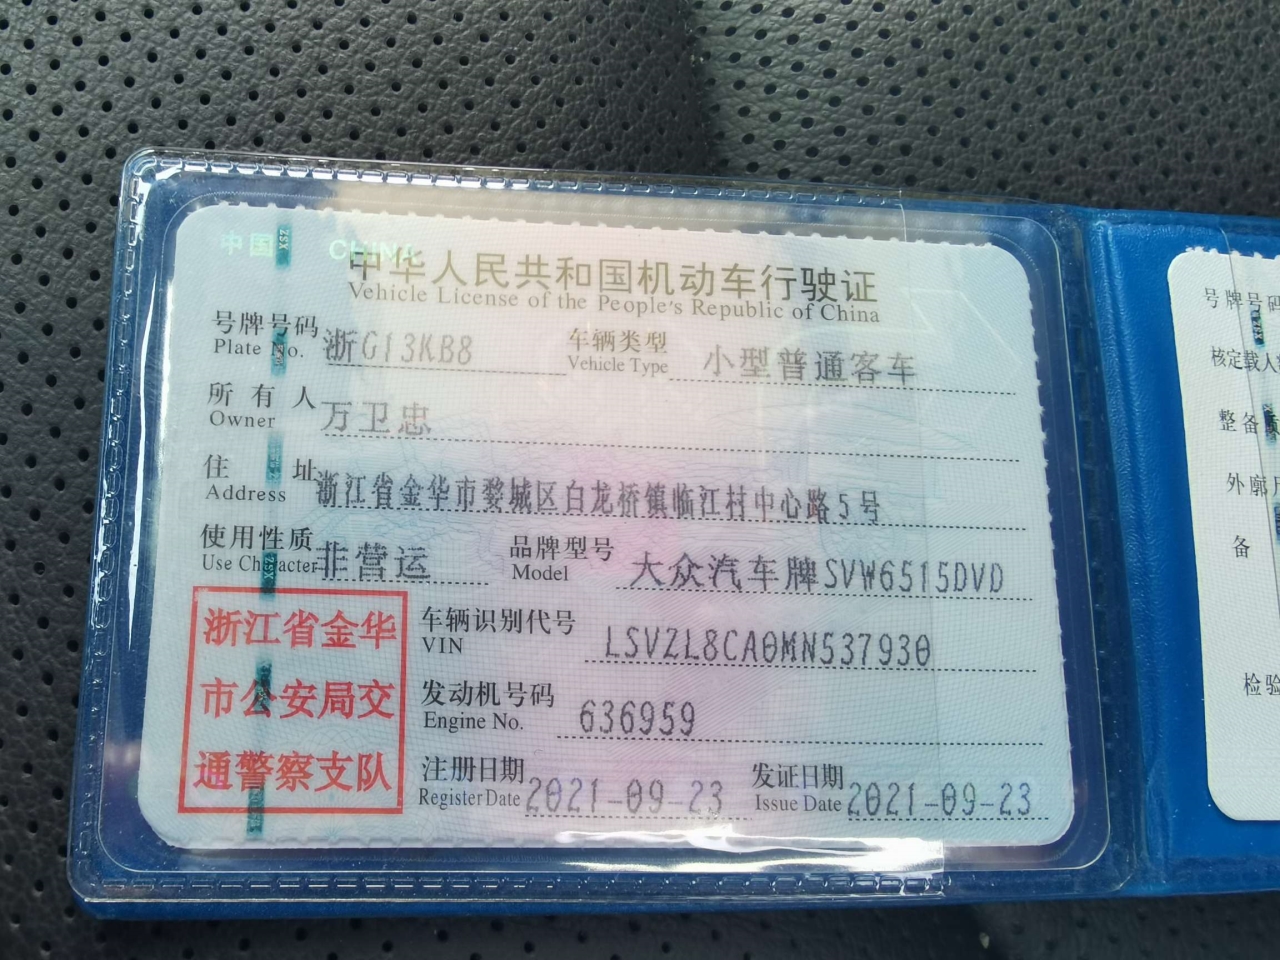 中国 CHINA
中华人民共和国机动车行驶证
Vehicle License of the People's Republic of China
号牌号码 浙G13KB8 车辆类型 小型普通客车
Plate No. Vehicle Type
所有人 万卫忠
Owner
住址 浙江省金华市婺城区白龙桥镇临江村中心路5号
Address
使用性质 非营运 品牌型号 大众汽车牌SVW6515DVD
Use Character Model
浙江省金华
市公安局交
通警察支队
车辆识别代号 LSVZL8CA0MN537930
VIN
发动机号码 636959
Engine No.
注册日期 2021-09-23 发证日期 2021-09-23
Register Date Issue Date
号牌号码
核定载人
整备
外廓
备
检验